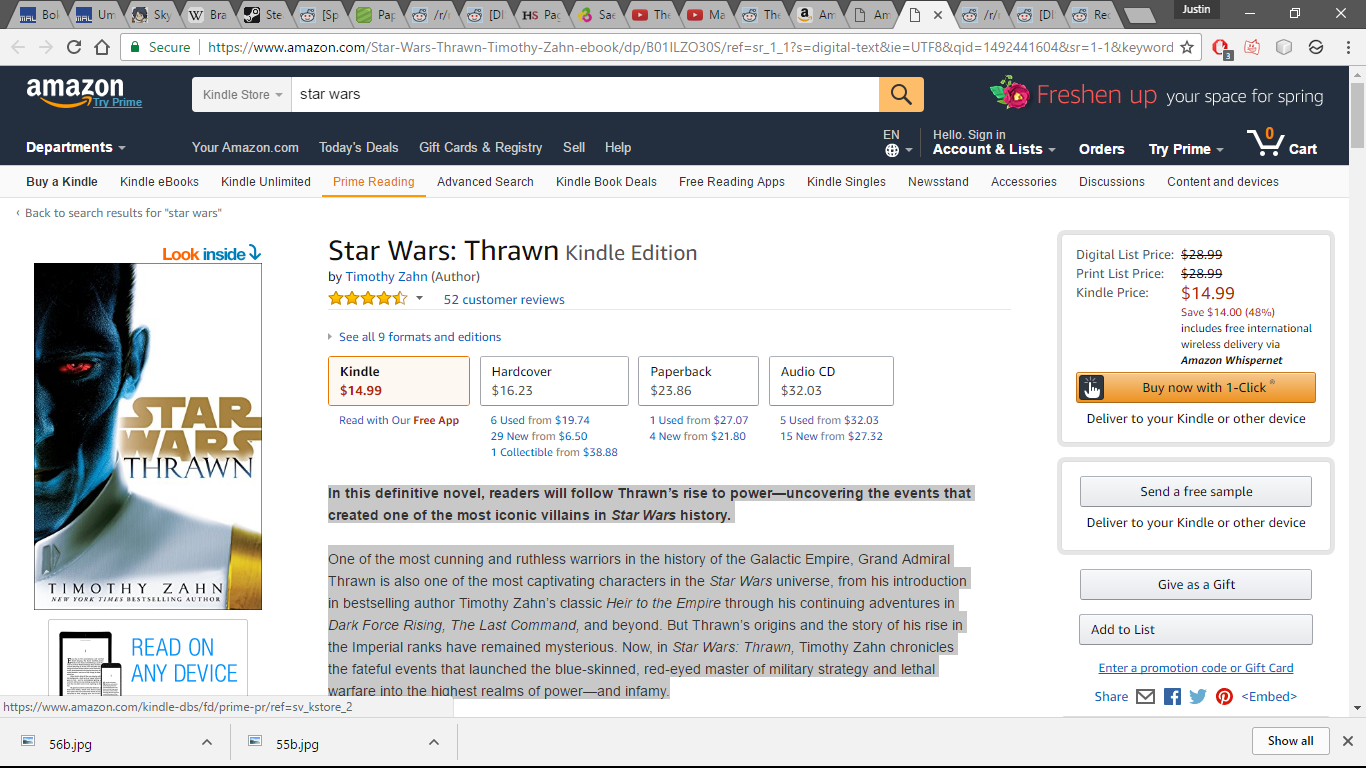 Bol
Um
Sky
Bra
Ste
[Sp
Pap
/r/
[DI
Pag
Sae
The
Ma
The
Am
Am
/r/
[DI
Rec
Justin
Secure
https://www.amazon.com/Star-Wars-Thrawn-Timothy-Zahn-ebook/dp/B01ILZO30S/ref=sr_1_1?s=digital-text&ie=UTF8&qid=1492441604&sr=1-1&keyword
3
amazon
Try Prime
Kindle Store
star wars
Freshen up your space for spring
Departments
Your Amazon.com
Today's Deals
Gift Cards & Registry
Sell
Help
EN
Hello. Sign in
Account & Lists
Orders
Try Prime
0
Cart
Buy a Kindle
Kindle eBooks
Kindle Unlimited
Prime Reading
Advanced Search
Kindle Book Deals
Free Reading Apps
Kindle Singles
Newsstand
Accessories
Discussions
Content and devices
‹ Back to search results for "star wars"
Look inside
STAR
WARS
THRAWN
TIMOTHY ZAHN
NEW YORK TIMES BESTSELLING AUTHOR
READ ON
ANY DEVICE
Star Wars: Thrawn Kindle Edition
by Timothy Zahn (Author)
52 customer reviews
See all 9 formats and editions
Kindle
$14.99
Read with Our Free App
Hardcover
$16.23
6 Used from $19.74
29 New from $6.50
1 Collectible from $38.88
Paperback
$23.86
1 Used from $27.07
4 New from $21.80
Audio CD
$32.03
5 Used from $32.03
15 New from $27.32
In this definitive novel, readers will follow Thrawn's rise to power—uncovering the events that
created one of the most iconic villains in Star Wars history.
One of the most cunning and ruthless warriors in the history of the Galactic Empire, Grand Admiral
Thrawn is also one of the most captivating characters in the Star Wars universe, from his introduction
in bestselling author Timothy Zahn's classic Heir to the Empire through his continuing adventures in
Dark Force Rising, The Last Command, and beyond. But Thrawn's origins and the story of his rise in
the Imperial ranks have remained mysterious. Now, in Star Wars: Thrawn, Timothy Zahn chronicles
the fateful events that launched the blue-skinned, red-eyed master of military strategy and lethal
warfare into the highest realms of power—and infamy.
Digital List Price: $28.99
Print List Price: $28.99
Kindle Price: $14.99
Save $14.00 (48%)
includes free international
wireless delivery via
Amazon Whispernet
Buy now with 1-Click ®
Deliver to your Kindle or other device
Send a free sample
Deliver to your Kindle or other device
Give as a Gift
Add to List
Enter a promotion code or Gift Card
Share
<Embed>
https://www.amazon.com/kindle-dbs/fd/prime-pr/ref=sv_kstore_2
56b.jpg
55b.jpg
Show all